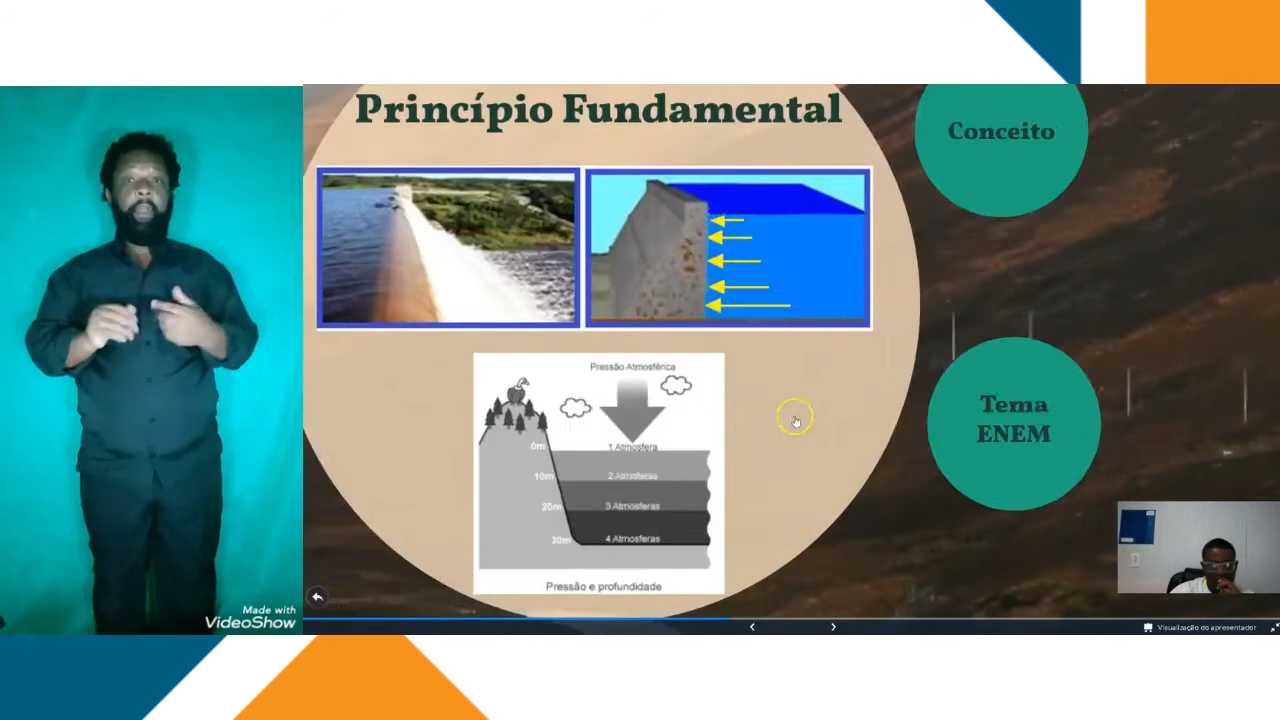 Princípio Fundamental
Conceito
Pressão Atmosférica
0m
1 Atmosfera
10m
2 Atmosferas
20m
3 Atmosferas
30m
4 Atmosferas
Pressão e profundidade
Tema
ENEM
Made with
VideoShow
Visualização do apresentador